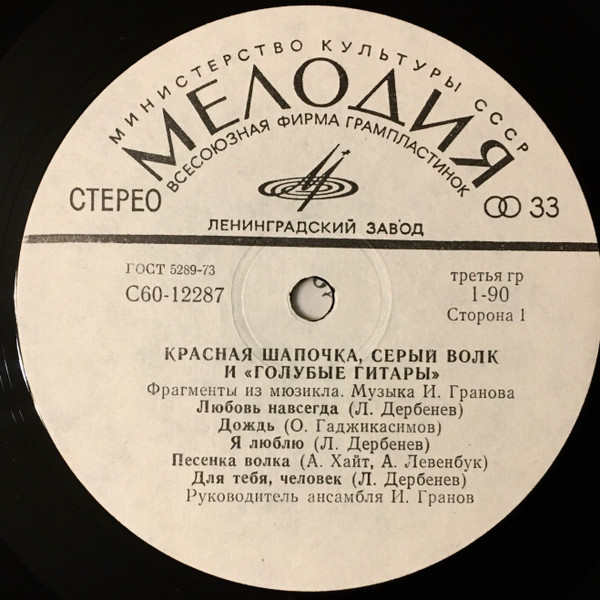 МИНИСТЕРСТВО КУЛЬТУРЫ СССР
МЕЛОДИЯ
ВСЕСОЮЗНАЯ ФИРМА ГРАМПЛАСТИНОК
СТЕРЕО
33
ЛЕНИНГРАДСКИЙ ЗАВОД
ГОСТ 5289-73
С60-12287
третья гр
1-90
Сторона 1
КРАСНАЯ ШАПОЧКА, СЕРЫЙ ВОЛК
И «ГОЛУБЫЕ ГИТАРЫ»
Фрагменты из мюзикла. Музыка И. Гранова
Любовь навсегда (Л. Дербенев)
Дождь (О. Гаджикасимов)
Я люблю (Л. Дербенев)
Песенка волка (А. Хайт, А. Левенбук)
Для тебя, человек (Л. Дербенев)
Руководитель ансамбля И. Гранов